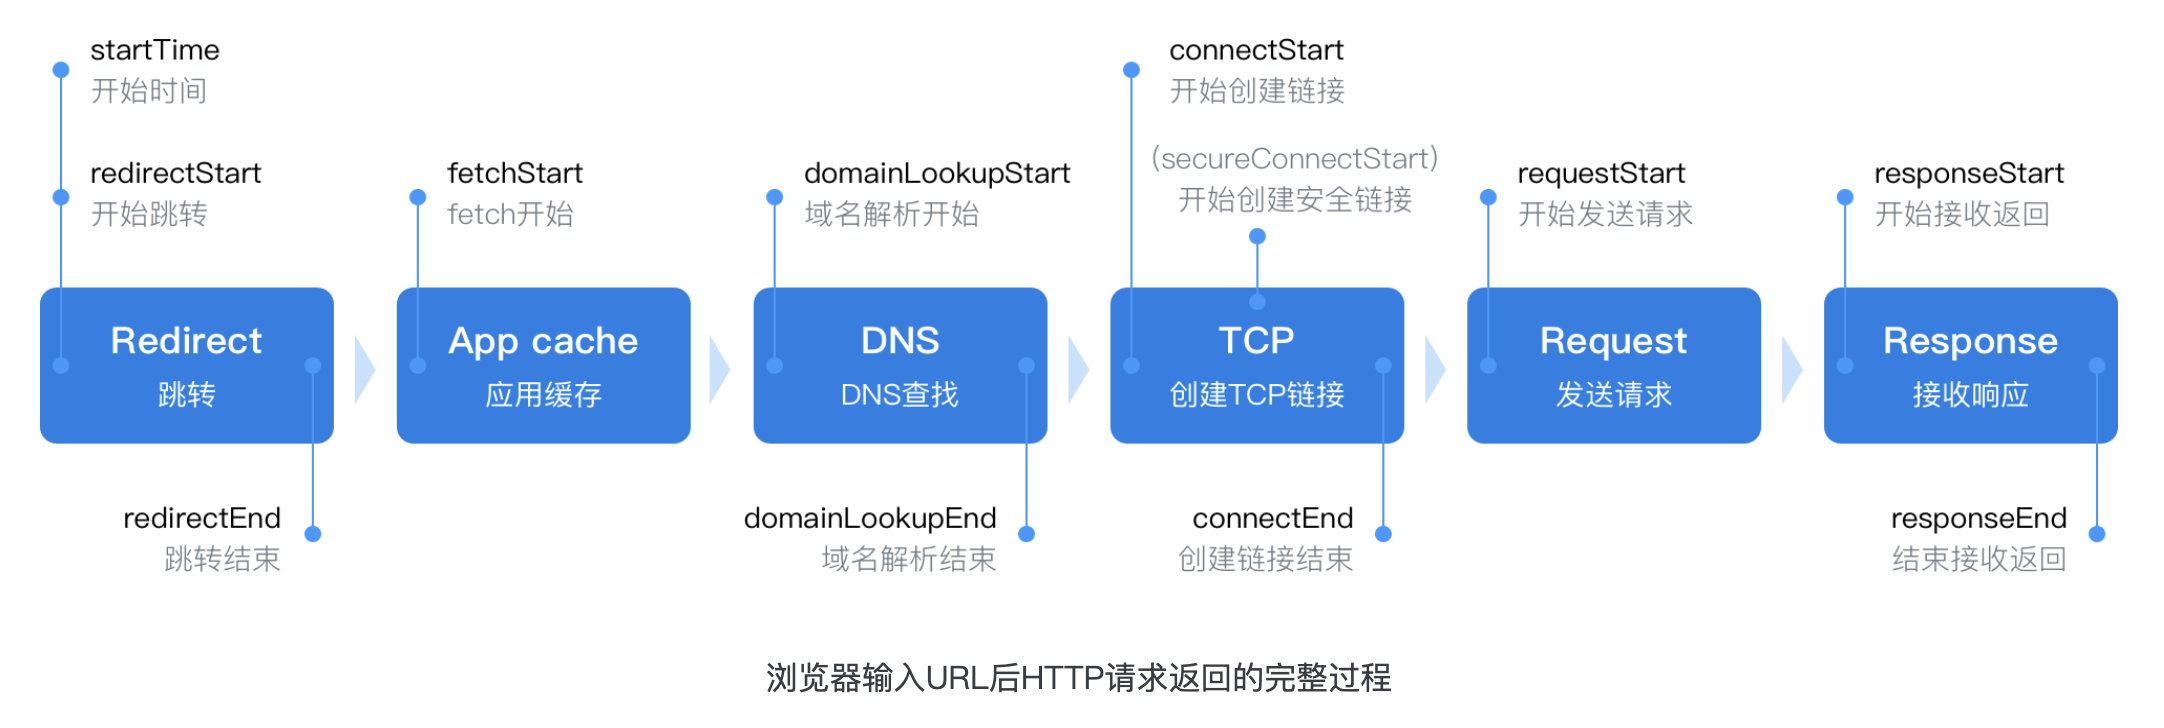 startTime
开始时间
redirectStart
开始跳转
fetchStart
fetch开始
domainLookupStart
域名解析开始
connectStart
开始创建链接
(secureConnectStart)
开始创建安全链接
requestStart
开始发送请求
responseStart
开始接收返回
Redirect
跳转
App cache
应用缓存
DNS
DNS查找
TCP
创建TCP链接
Request
发送请求
Response
接收响应
redirectEnd
跳转结束
domainLookupEnd
域名解析结束
connectEnd
创建链接结束
responseEnd
结束接收返回
浏览器输入URL后HTTP请求返回的完整过程